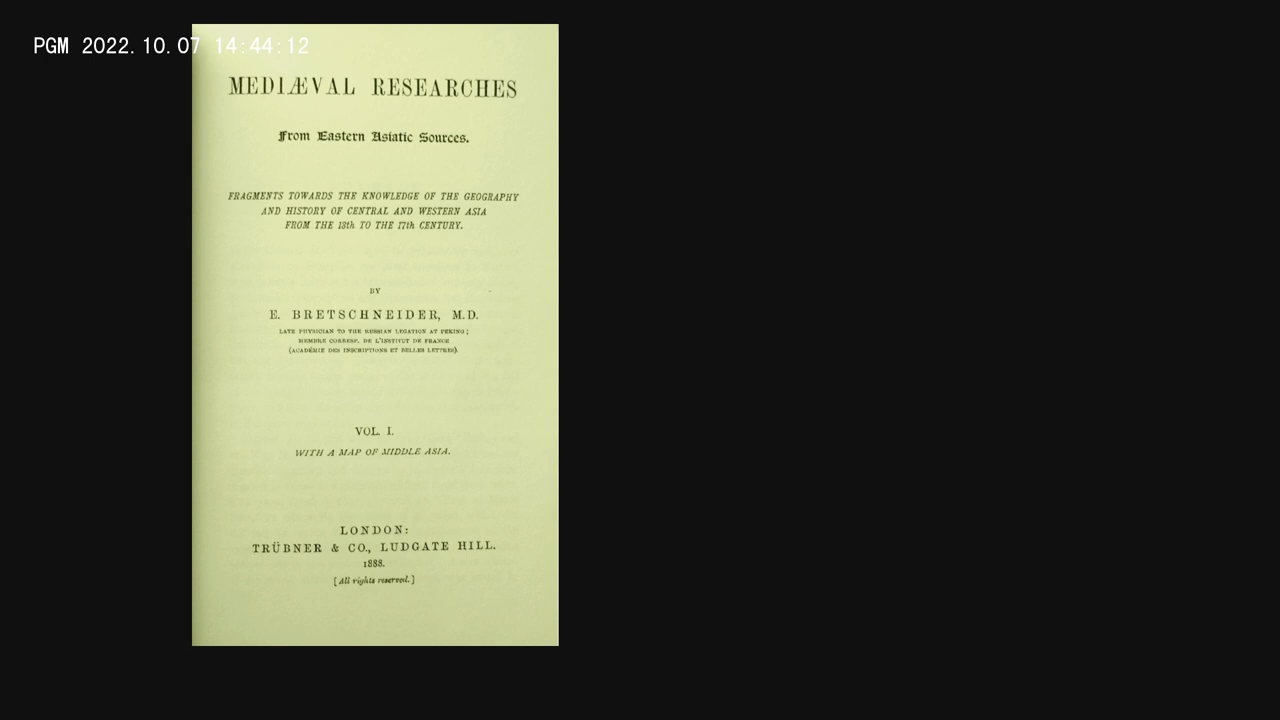 PGM 2022.10.07 14:44:12
MEDIÆVAL RESEARCHES
From Eastern Asiatic Sources.
FRAGMENTS TOWARDS THE KNOWLEDGE OF THE GEOGRAPHY
AND HISTORY OF CENTRAL AND WESTERN ASIA
FROM THE 13th TO THE 17th CENTURY.
BY
E. BRETSCHNEIDER, M.D.
LATE PHYSICIAN TO THE RUSSIAN LEGATION AT PEKING;
MEMBRE CORRESP. DE L'INSTITUT DE FRANCE
(ACADÉMIE DES INSCRIPTIONS ET BELLES LETTRES).
VOL. I.
WITH A MAP OF MIDDLE ASIA.
LONDON:
TRÜBNER & CO., LUDGATE HILL.
1888.
[All rights reserved.]